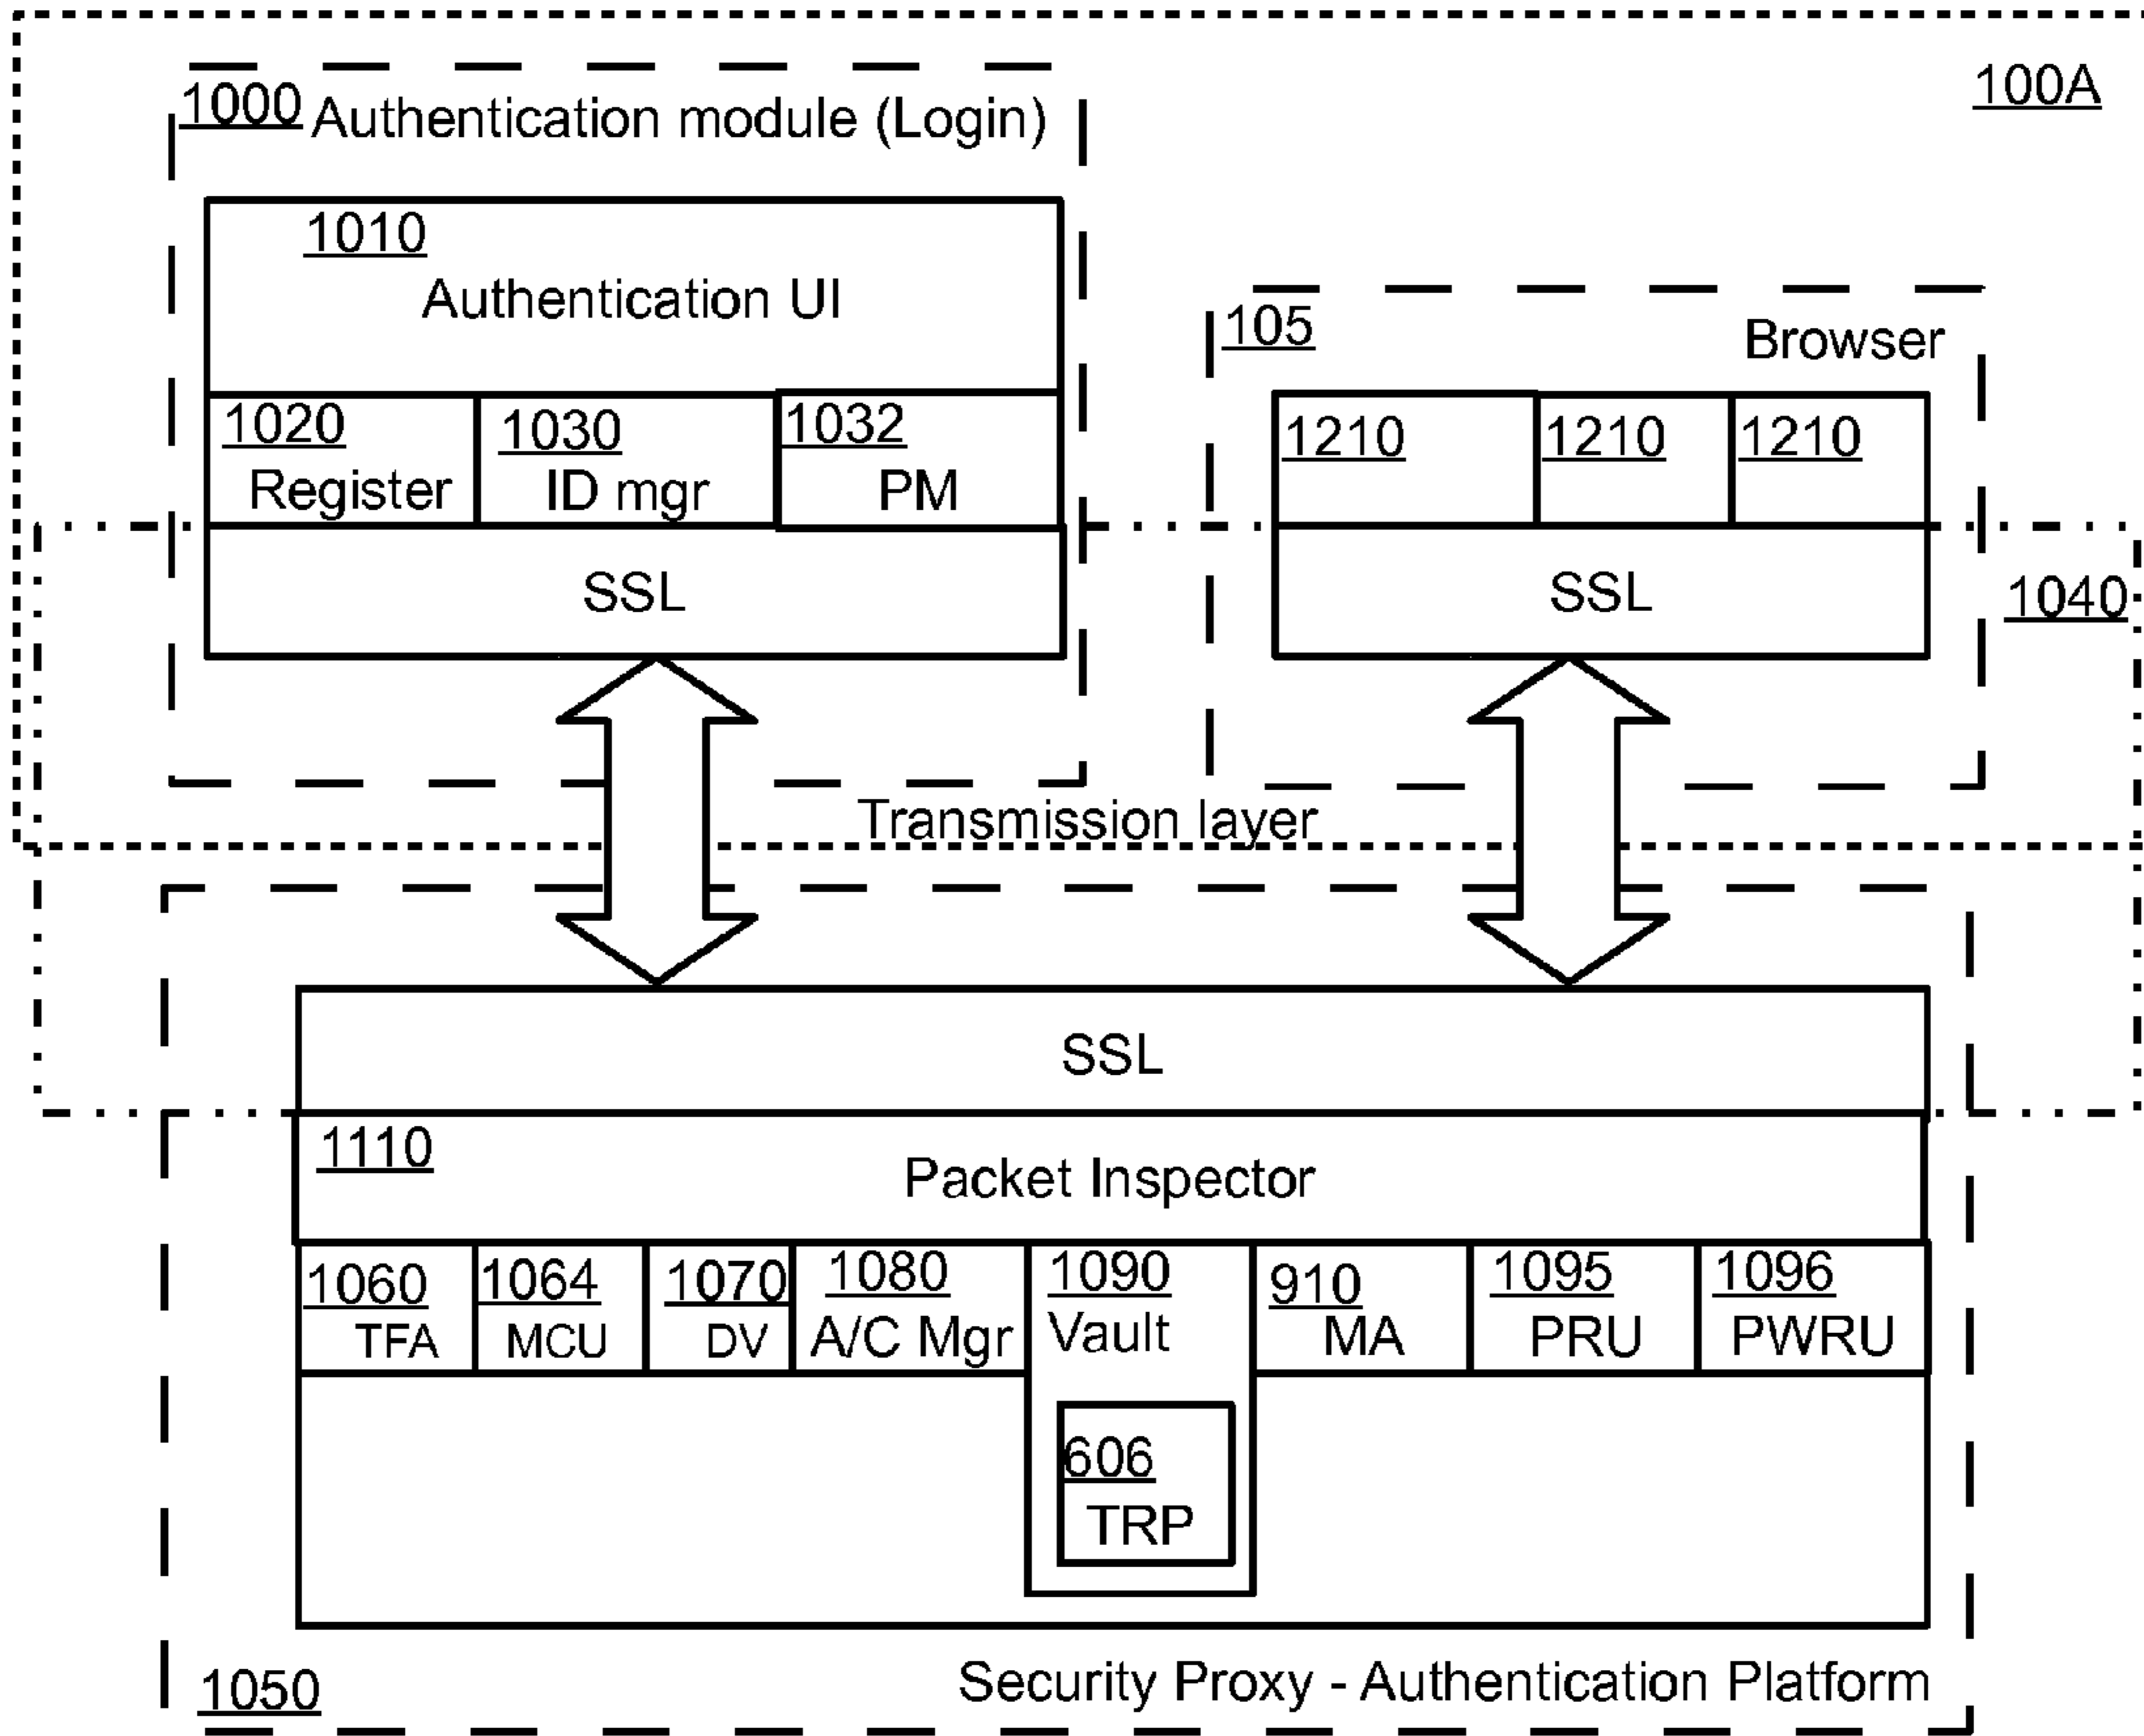 100A
1000 Authentication module (Login)
1010
Authentication UI
1020
Register
1030
ID mgr
1032
PM
SSL
105
Browser
1210
1210
1210
SSL
1040
Transmission layer
SSL
1110
Packet Inspector
1060
TFA
1064
MCU
1070
DV
1080
A/C Mgr
1090
Vault
606
TRP
910
MA
1095
PRU
1096
PWRU
1050
Security Proxy - Authentication Platform